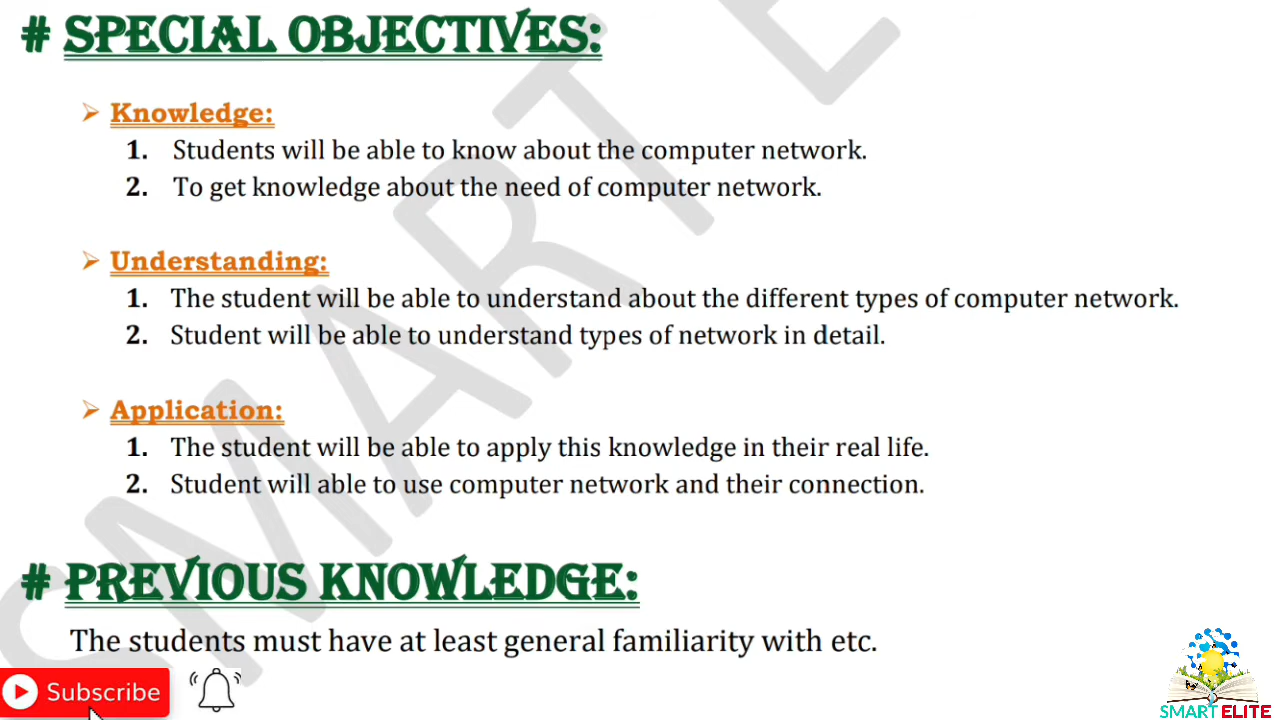 # SPECIAL OBJECTIVES:
➢ Knowledge:
1. Students will be able to know about the computer network.
2. To get knowledge about the need of computer network.
➢ Understanding:
1. The student will be able to understand about the different types of computer network.
2. Student will be able to understand types of network in detail.
➢ Application:
1. The student will be able to apply this knowledge in their real life.
2. Student will able to use computer network and their connection.
# PREVIOUS KNOWLEDGE:
The students must have at least general familiarity with etc.
Subscribe
SMART ELITE
SMART E